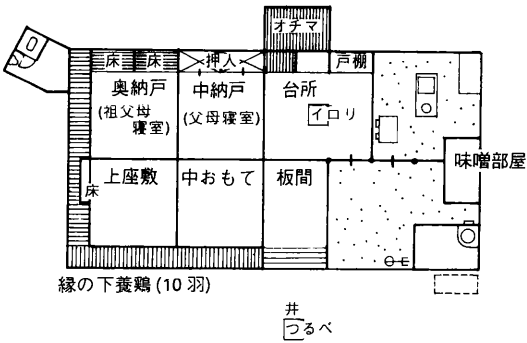 オチマ
床 床 押入 戸棚
奥納戸 中納戸 台所
(祖父母
寝室)
(父母寝室)
イロリ
味噌部屋
床
上座敷 中おもて 板間
縁の下養鶏(10羽)
井
つるべ